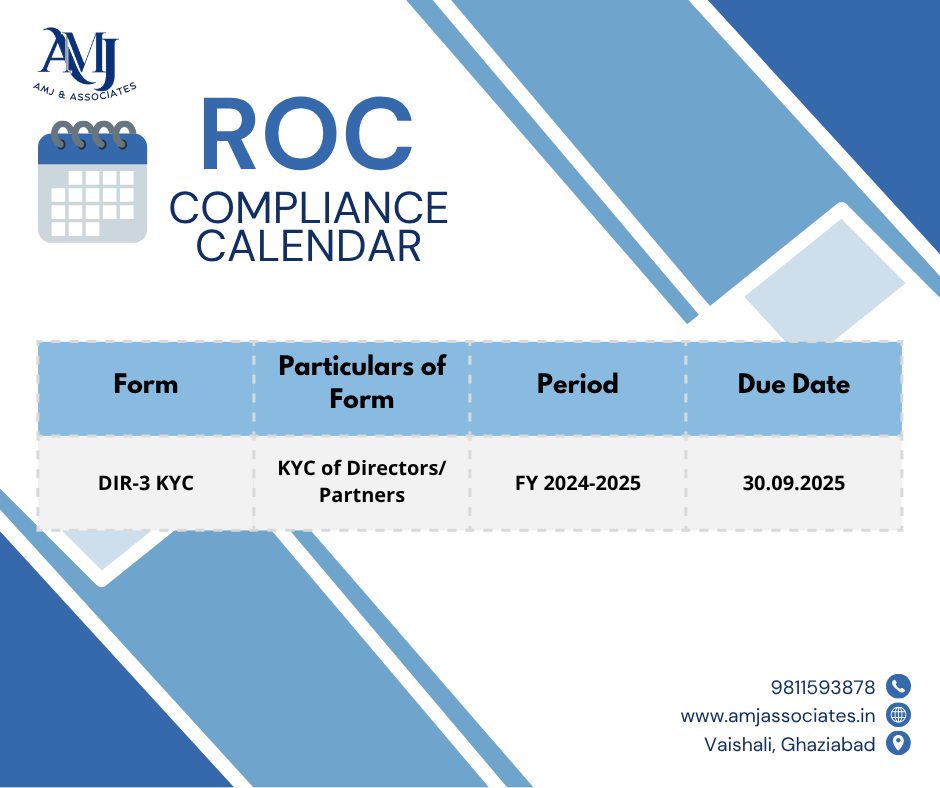 AMJ
AMJ & ASSOCIATES
ROC
COMPLIANCE
CALENDAR
Form
Particulars of
Form
Period
Due Date
DIR-3 KYC
KYC of Directors/
Partners
FY 2024-2025
30.09.2025
9811593878
www.amjassociates.in
Vaishali, Ghaziabad